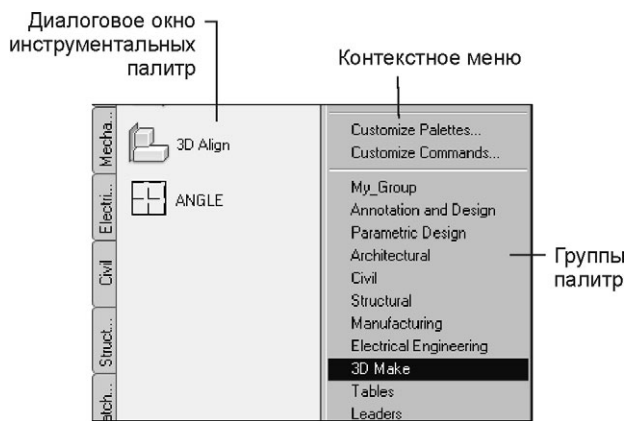 Диалоговое окно
инструментальных
палитр
Контекстное меню
Mecha...
Electri...
Civil
Struct...
atch...
3D Align
ANGLE
Customize Palettes...
Customize Commands...
My_Group
Annotation and Design
Parametric Design
Architectural
Civil
Structural
Manufacturing
Electrical Engineering
3D Make
Tables
Leaders
Группы
палитр